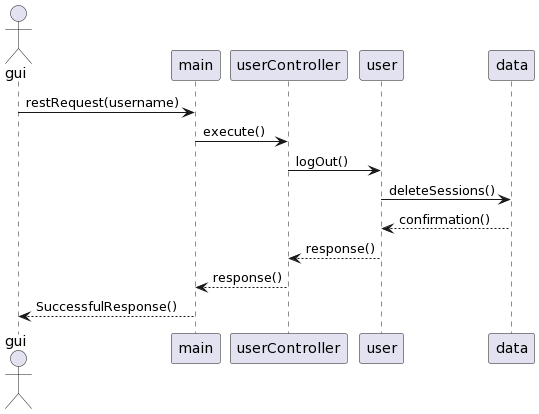 gui
main
userController
user
data
restRequest(username)
execute()
logOut()
deleteSessions()
confirmation()
response()
response()
SuccessfulResponse()
gui
main
userController
user
data